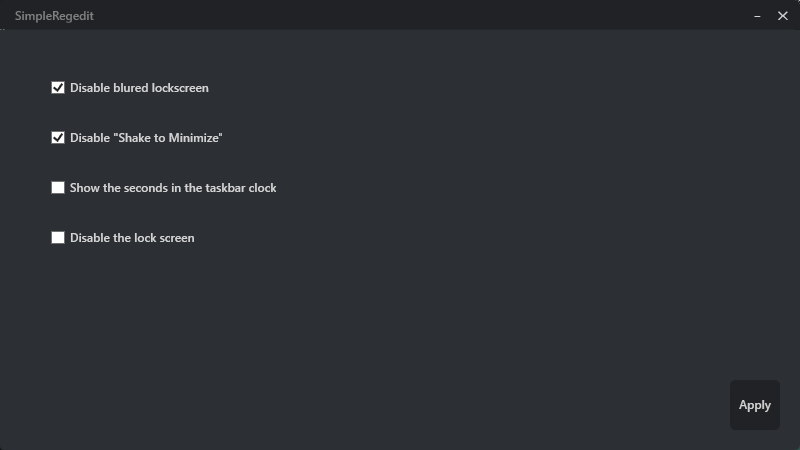 SimpleRegedit
Disable blured lockscreen
Disable "Shake to Minimize"
Show the seconds in the taskbar clock
Disable the lock screen
Apply